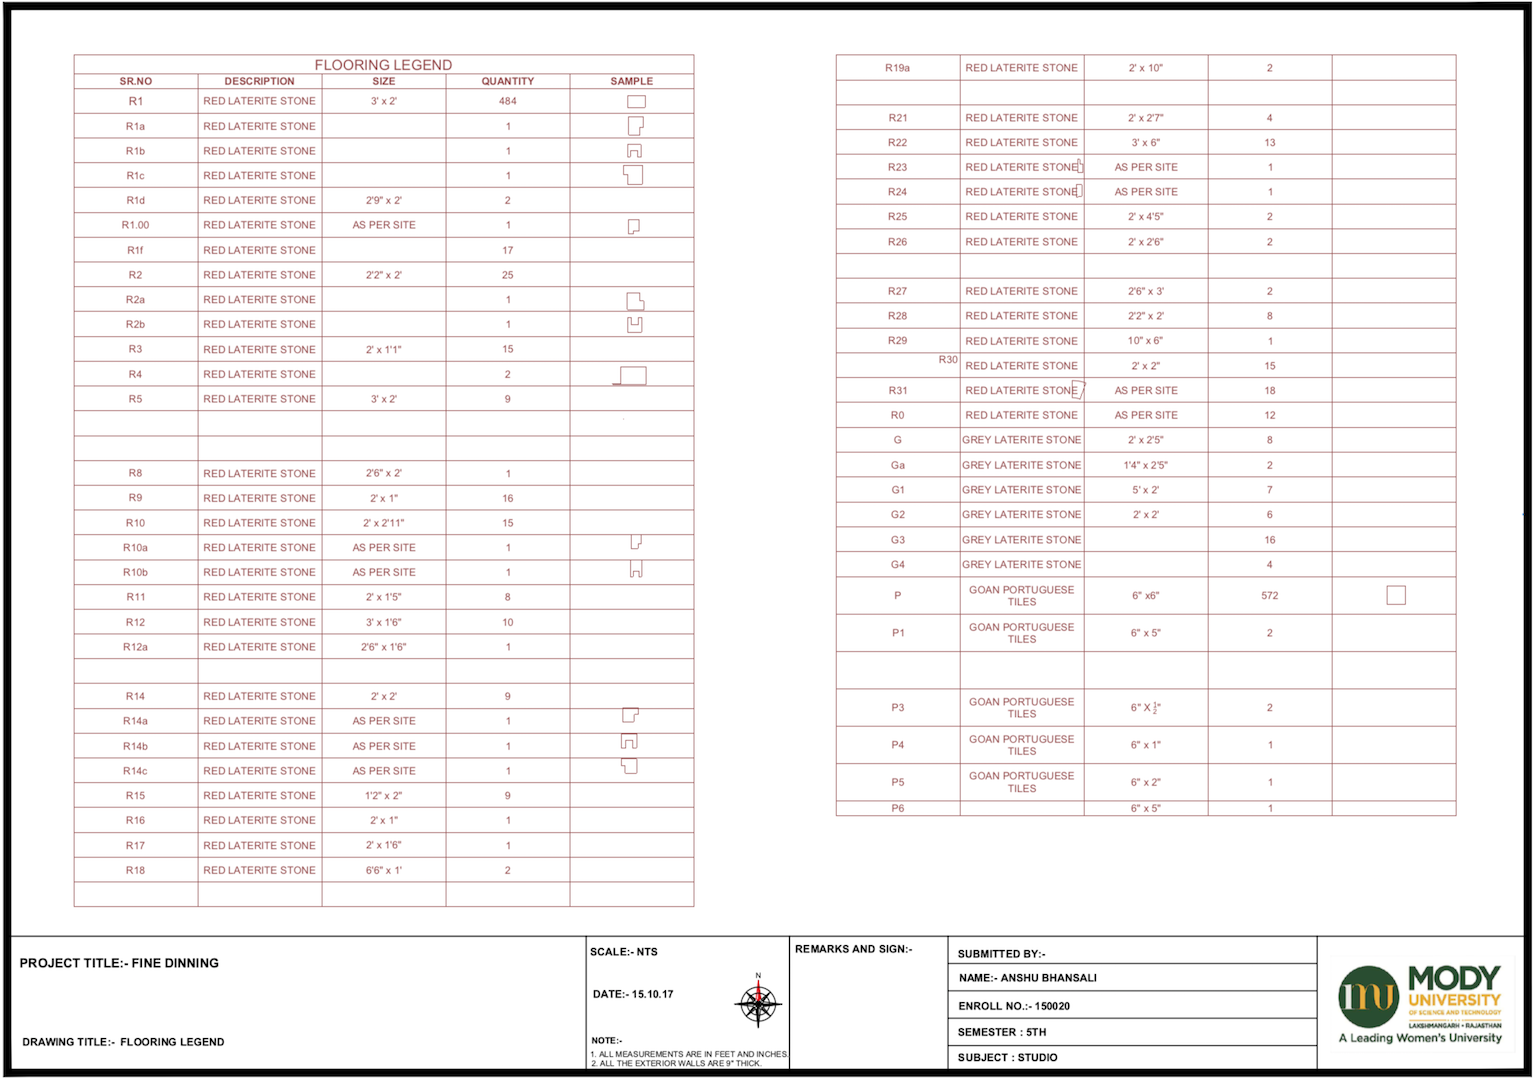 FLOORING LEGEND
SR.NO DESCRIPTION SIZE QUANTITY SAMPLE
R1 RED LATERITE STONE 3' x 2' 484
R1a RED LATERITE STONE 1
R1b RED LATERITE STONE 1
R1c RED LATERITE STONE 1
R1d RED LATERITE STONE 2'9" x 2' 2
R1.00 RED LATERITE STONE AS PER SITE 1
R1f RED LATERITE STONE 17
R2 RED LATERITE STONE 2'2" x 2' 25
R2a RED LATERITE STONE 1
R2b RED LATERITE STONE 1
R3 RED LATERITE STONE 2' x 1'1" 15
R4 RED LATERITE STONE 2
R5 RED LATERITE STONE 3' x 2' 9
R8 RED LATERITE STONE 2'6" x 2' 1
R9 RED LATERITE STONE 2' x 1" 16
R10 RED LATERITE STONE 2' x 2'11" 15
R10a RED LATERITE STONE AS PER SITE 1
R10b RED LATERITE STONE AS PER SITE 1
R11 RED LATERITE STONE 2' x 1'5" 8
R12 RED LATERITE STONE 3' x 1'6" 10
R12a RED LATERITE STONE 2'6" x 1'6" 1
R14 RED LATERITE STONE 2' x 2' 9
R14a RED LATERITE STONE AS PER SITE 1
R14b RED LATERITE STONE AS PER SITE 1
R14c RED LATERITE STONE AS PER SITE 1
R15 RED LATERITE STONE 1'2" x 2" 9
R16 RED LATERITE STONE 2' x 1" 1
R17 RED LATERITE STONE 2' x 1'6" 1
R18 RED LATERITE STONE 6'6" x 1' 2
R19a RED LATERITE STONE 2' x 10" 2
R21 RED LATERITE STONE 2' x 2'7" 4
R22 RED LATERITE STONE 3' x 6" 13
R23 RED LATERITE STONE AS PER SITE 1
R24 RED LATERITE STONE AS PER SITE 1
R25 RED LATERITE STONE 2' x 4'5" 2
R26 RED LATERITE STONE 2' x 2'6" 2
R27 RED LATERITE STONE 2'6" x 3' 2
R28 RED LATERITE STONE 2'2" x 2' 8
R29 RED LATERITE STONE 10" x 6" 1
R30 RED LATERITE STONE 2' x 2" 15
R31 RED LATERITE STONE AS PER SITE 18
R0 RED LATERITE STONE AS PER SITE 12
G GREY LATERITE STONE 2' x 2'5" 8
Ga GREY LATERITE STONE 1'4" x 2'5" 2
G1 GREY LATERITE STONE 5' x 2' 7
G2 GREY LATERITE STONE 2' x 2' 6
G3 GREY LATERITE STONE 16
G4 GREY LATERITE STONE 4
P GOAN PORTUGUESE TILES 6" x6" 572
P1 GOAN PORTUGUESE TILES 6" x 5" 2
P3 GOAN PORTUGUESE TILES 6" X ½" 2
P4 GOAN PORTUGUESE TILES 6" x 1" 1
P5 GOAN PORTUGUESE TILES 6" x 2" 1
P6 6" x 5" 1
PROJECT TITLE:- FINE DINNING
DRAWING TITLE:- FLOORING LEGEND
SCALE:- NTS
DATE:- 15.10.17
N
NOTE:-
1. ALL MEASUREMENTS ARE IN FEET AND INCHES.
2. ALL THE EXTERIOR WALLS ARE 9" THICK.
REMARKS AND SIGN:-
SUBMITTED BY:-
NAME:- ANSHU BHANSALI
ENROLL NO.:- 150020
SEMESTER : 5TH
SUBJECT : STUDIO
mu
MODY
UNIVERSITY
OF SCIENCE AND TECHNOLOGY
LAKSHMANGARH • RAJASTHAN
A Leading Women's University